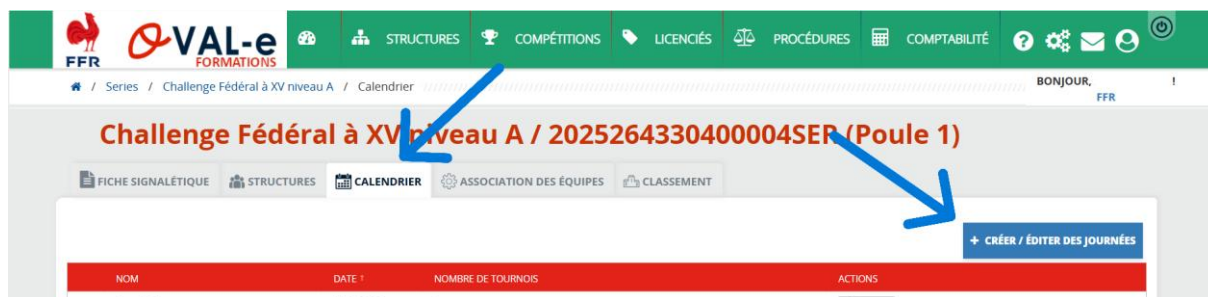 FFR
OVAL-e
FORMATIONS
STRUCTURES
COMPÉTITIONS
LICENCIÉS
PROCÉDURES
COMPTABILITÉ
/ Series / Challenge Fédéral à XV niveau A / Calendrier
BONJOUR, !
FFR
Challenge Fédéral à XV niveau A / 2025264330400004SER (Poule 1)
FICHE SIGNALÉTIQUE
STRUCTURES
CALENDRIER
ASSOCIATION DES ÉQUIPES
CLASSEMENT
+ CRÉER / ÉDITER DES JOURNÉES
NOM
DATE ↑
NOMBRE DE TOURNOIS
ACTIONS